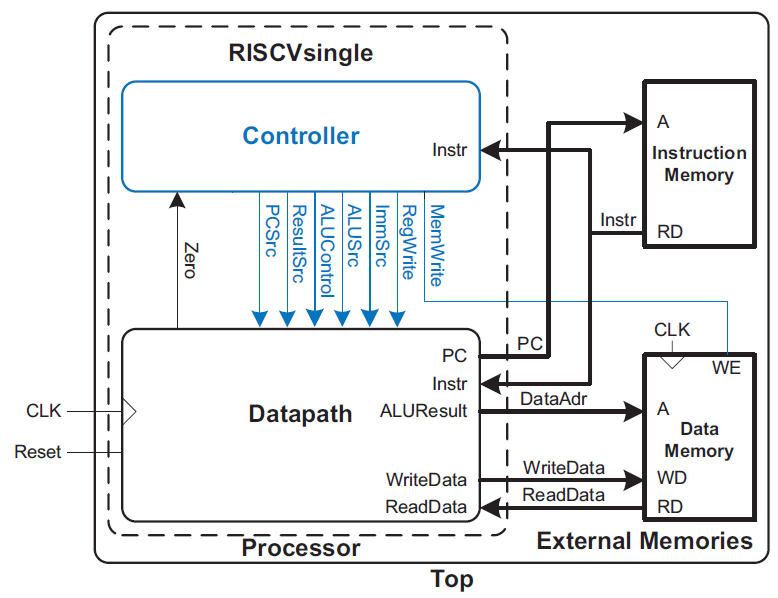 RISCVsingle
Controller
Instr
A
Instruction
Memory
RD
Instr
Zero
PCSrc
ResultSrc
ALUControl
ALUSrc
ImmSrc
RegWrite
MemWrite
CLK
WE
PC
PC
Instr
ALUResult
DataAdr
A
Data
Memory
CLK
Reset
Datapath
WriteData
WriteData
WD
ReadData
ReadData
RD
Processor
External Memories
Top